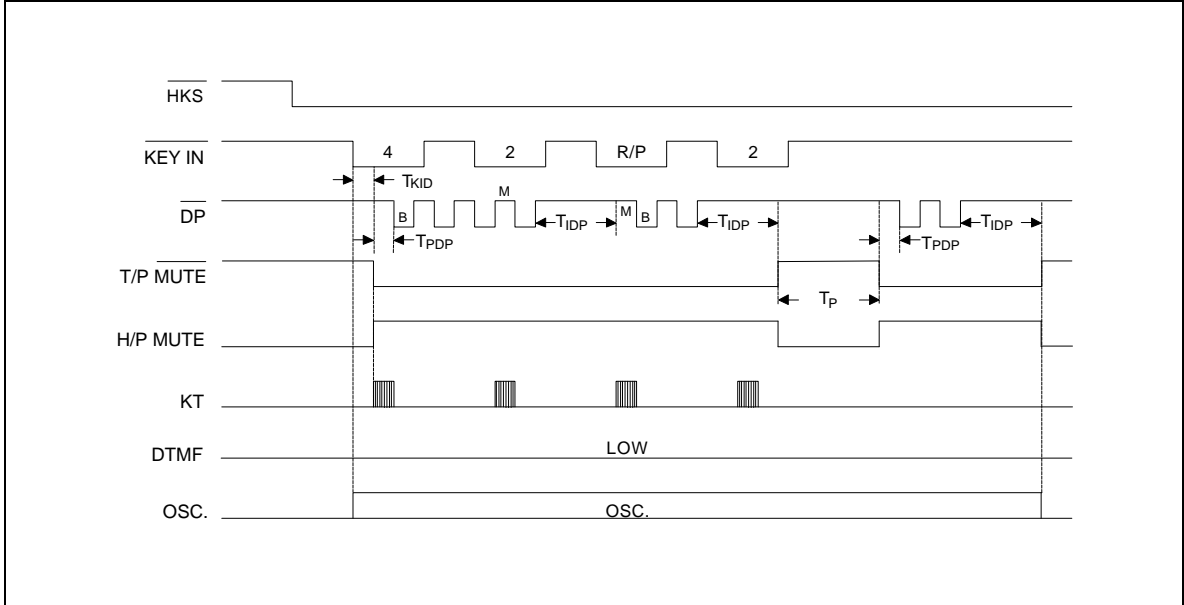 HKS
KEY IN 4 2 R/P 2
TKID
M
DP B TIDP M B TIDP TIDP
TPDP TPDP
T/P MUTE
TP
H/P MUTE
KT
DTMF LOW
OSC. OSC.